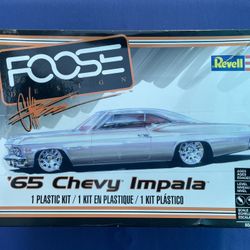 FOOSE
DESIGN
Revell
'65 Chevy Impala
1 PLASTIC KIT / 1 KIT EN PLASTIQUE / 1 KIT PLÁSTICO